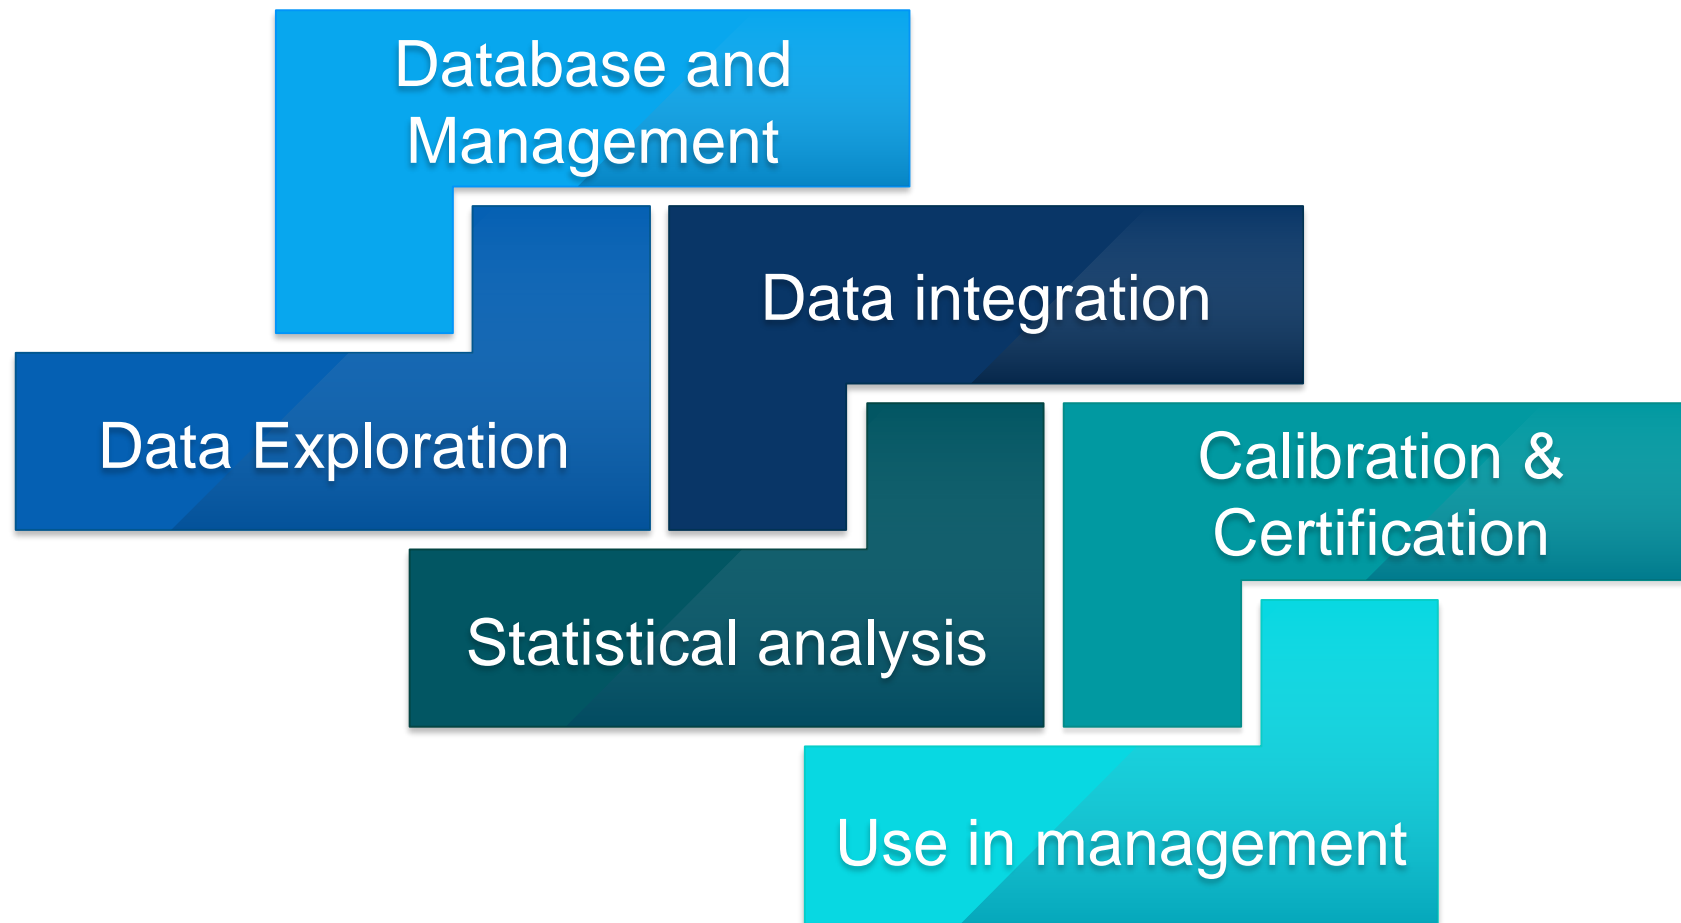 Database and
Management
Data integration
Data Exploration
Calibration &
Certification
Statistical analysis
Use in management